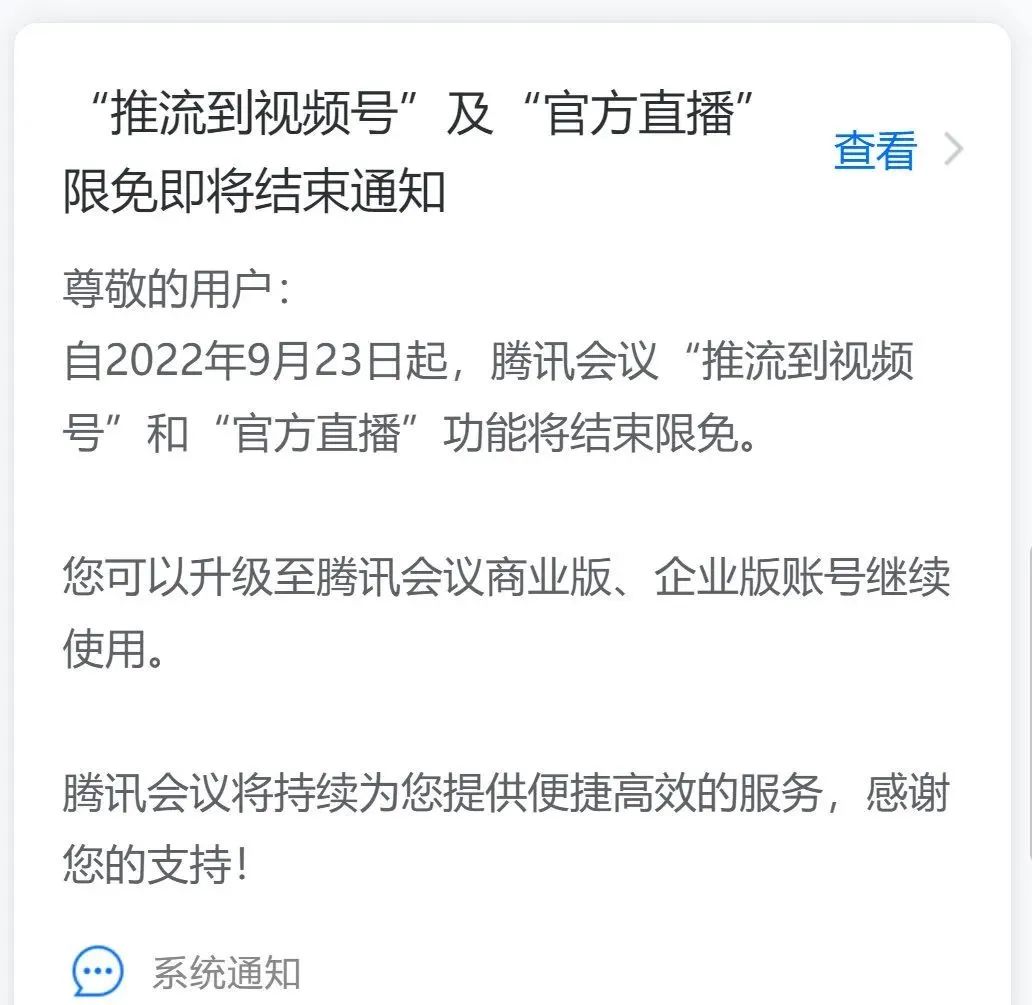 “推流到视频号”及“官方直播”
限免即将结束通知
查看
尊敬的用户：
自2022年9月23日起，腾讯会议“推流到视频
号”和“官方直播”功能将结束限免。
您可以升级至腾讯会议商业版、企业版账号继续
使用。
腾讯会议将持续为您提供便捷高效的服务，感谢
您的支持！
系统通知